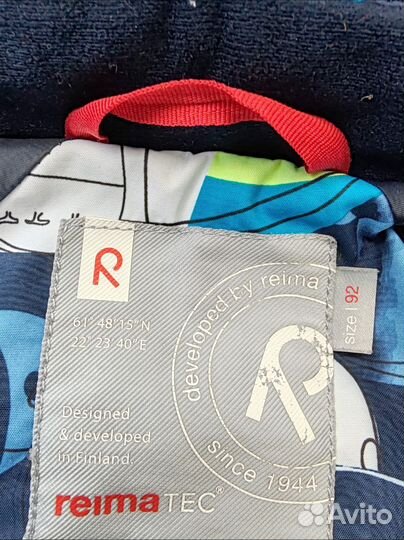 61° 48'15"N
22° 23'40"E
Designed
& developed
in Finland.
reimaTEC®
developed by reima
since 1944
size | 92
Avito